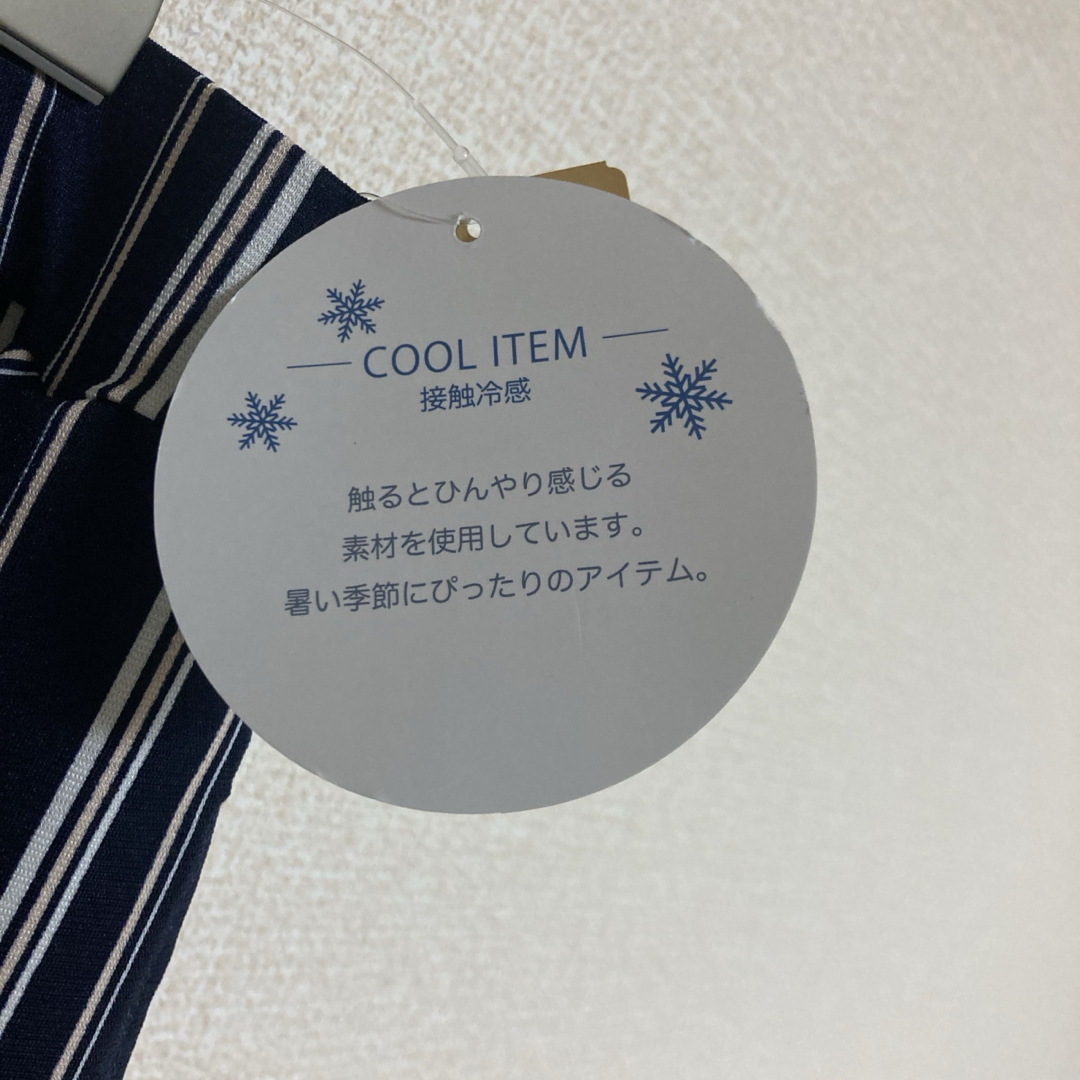 COOL ITEM
接触冷感
触るとひんやり感じる
素材を使用しています。
暑い季節にぴったりのアイテム。